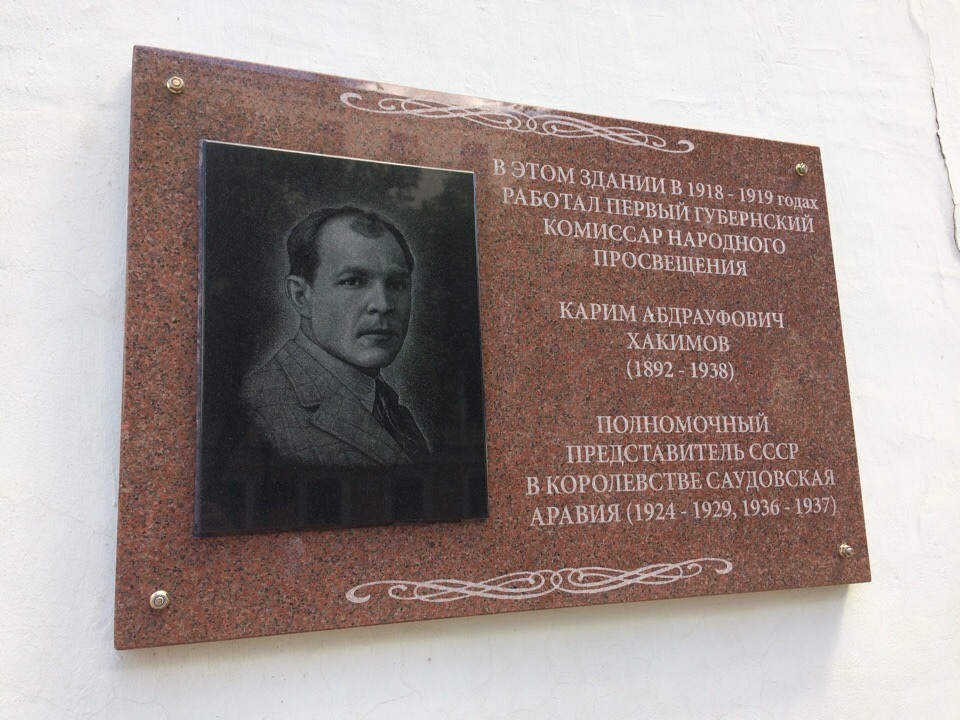 В ЭТОМ ЗДАНИИ В 1918 - 1919 годах
РАБОТАЛ ПЕРВЫЙ ГУБЕРНСКИЙ
КОМИССАР НАРОДНОГО
ПРОСВЕЩЕНИЯ
КАРИМ АБДРАУФОВИЧ
ХАКИМОВ
(1892 - 1938)
ПОЛНОМОЧНЫЙ
ПРЕДСТАВИТЕЛЬ СССР
В КОРОЛЕВСТВЕ САУДОВСКАЯ
АРАВИЯ (1924 - 1929, 1936 - 1937)